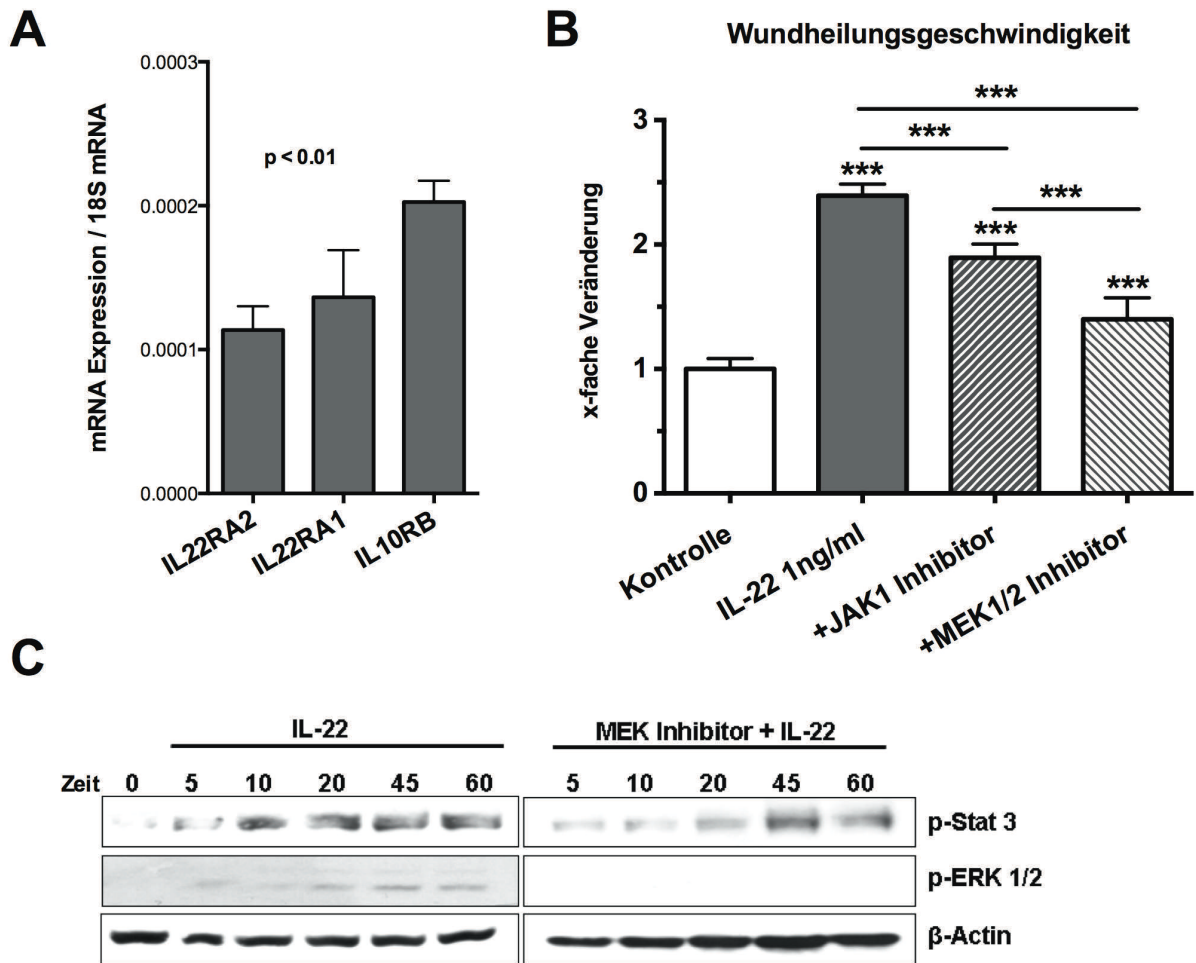 A
mRNA Expression / 18S mRNA
0.0003
0.0002
0.0001
0.0000
p < 0.01
IL22RA2
IL22RA1
IL10RB
B
Wundheilungsgeschwindigkeit
x-fache Veränderung
3
2
1
0
***
***
***
***
***
***
Kontrolle
IL-22 1ng/ml
+JAK1 Inhibitor
+MEK1/2 Inhibitor
C
IL-22
MEK Inhibitor + IL-22
Zeit 0 5 10 20 45 60 5 10 20 45 60
p-Stat 3
p-ERK 1/2
β-Actin